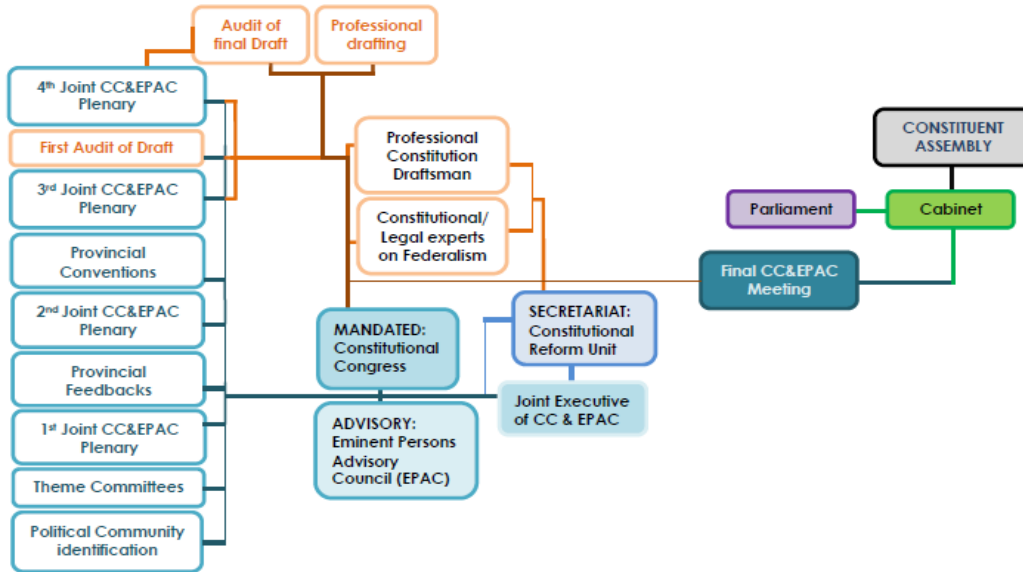 Audit of
final Draft
Professional
drafting
4th Joint CC&EPAC
Plenary
First Audit of Draft
3rd Joint CC&EPAC
Plenary
Provincial
Conventions
2nd Joint CC&EPAC
Plenary
Provincial
Feedbacks
1st Joint CC&EPAC
Plenary
Theme Committees
Political Community
identification
Professional
Constitution
Draftsman
Constitutional/
Legal experts
on Federalism
MANDATED:
Constitutional
Congress
ADVISORY:
Eminent Persons
Advisory
Council (EPAC)
SECRETARIAT:
Constitutional
Reform Unit
Joint Executive
of CC & EPAC
CONSTITUENT
ASSEMBLY
Parliament
Cabinet
Final CC&EPAC
Meeting